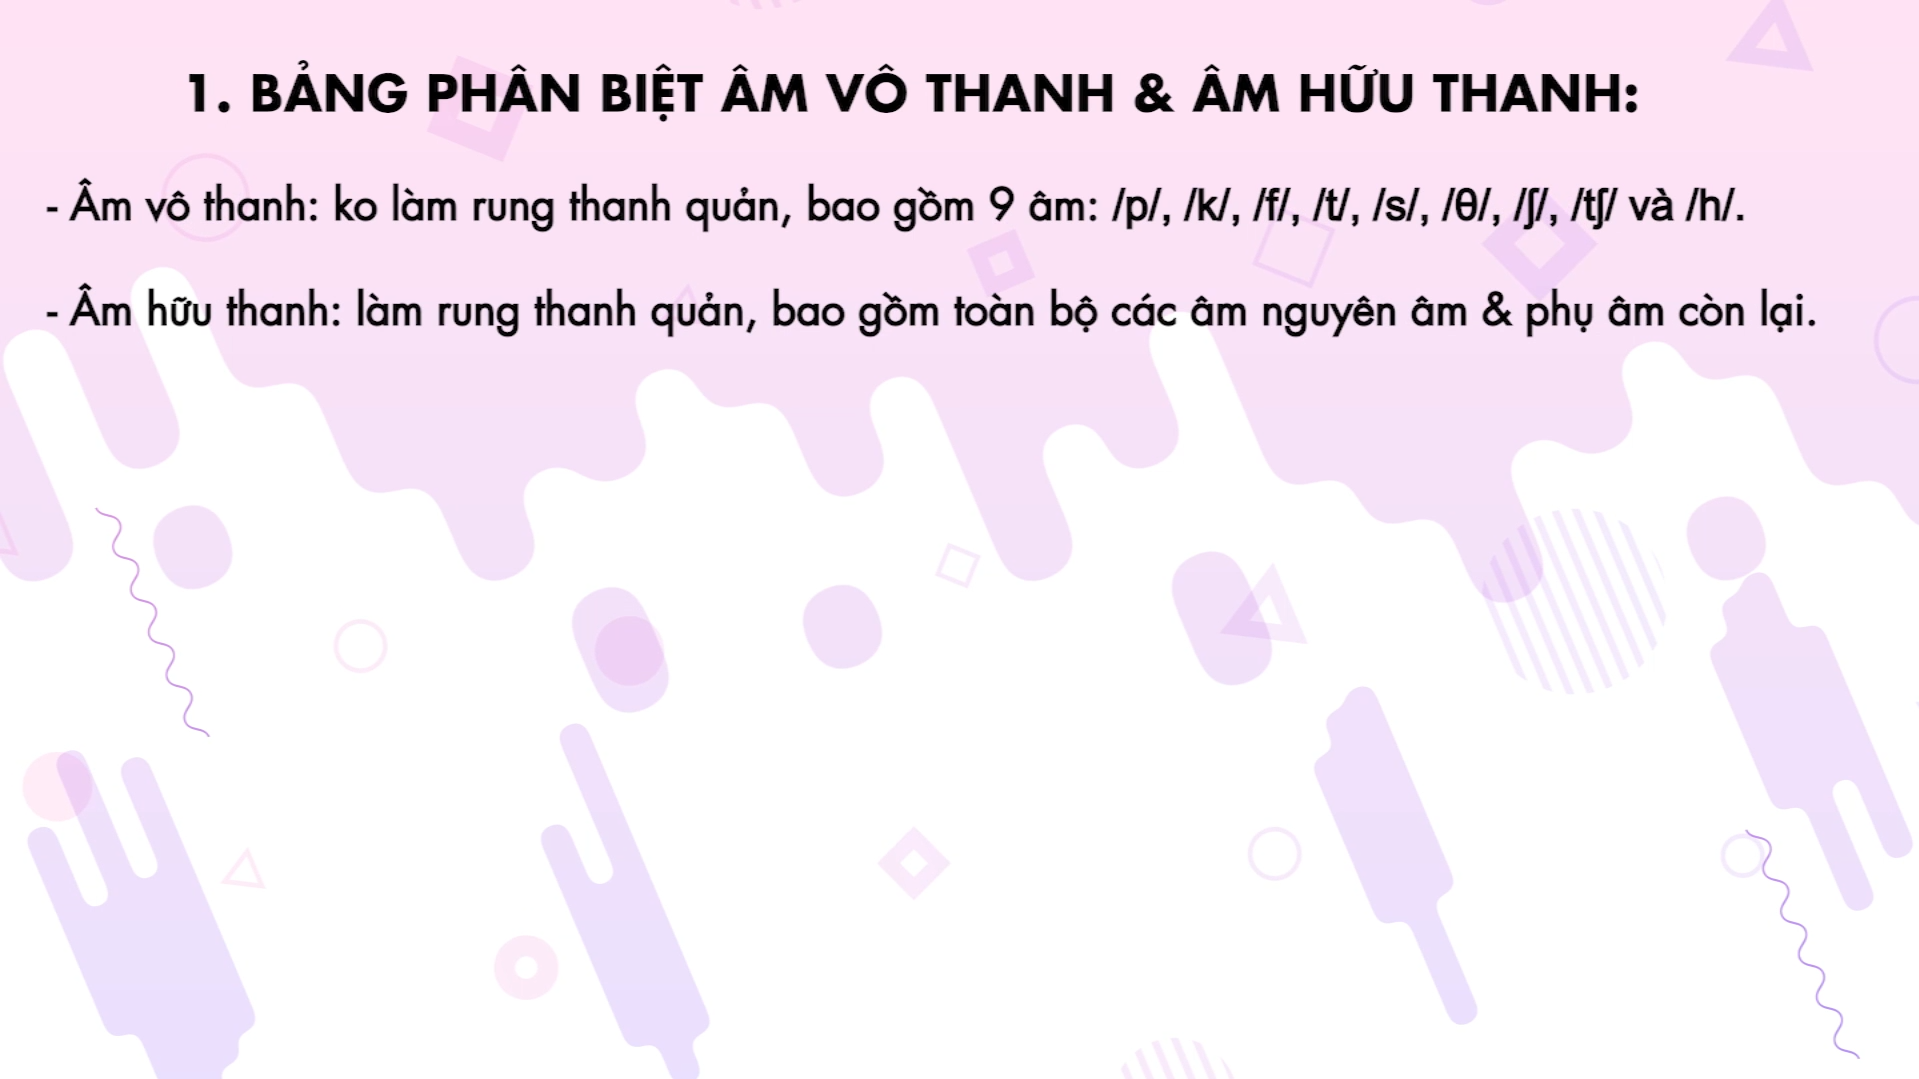 1. BẢNG PHÂN BIỆT ÂM VÔ THANH & ÂM HỮU THANH:
- Âm vô thanh: ko làm rung thanh quản, bao gồm 9 âm: /p/, /k/, /f/, /t/, /s/, /θ/, /ʃ/, /tʃ/ và /h/.
- Âm hữu thanh: làm rung thanh quản, bao gồm toàn bộ các âm nguyên âm & phụ âm còn lại.